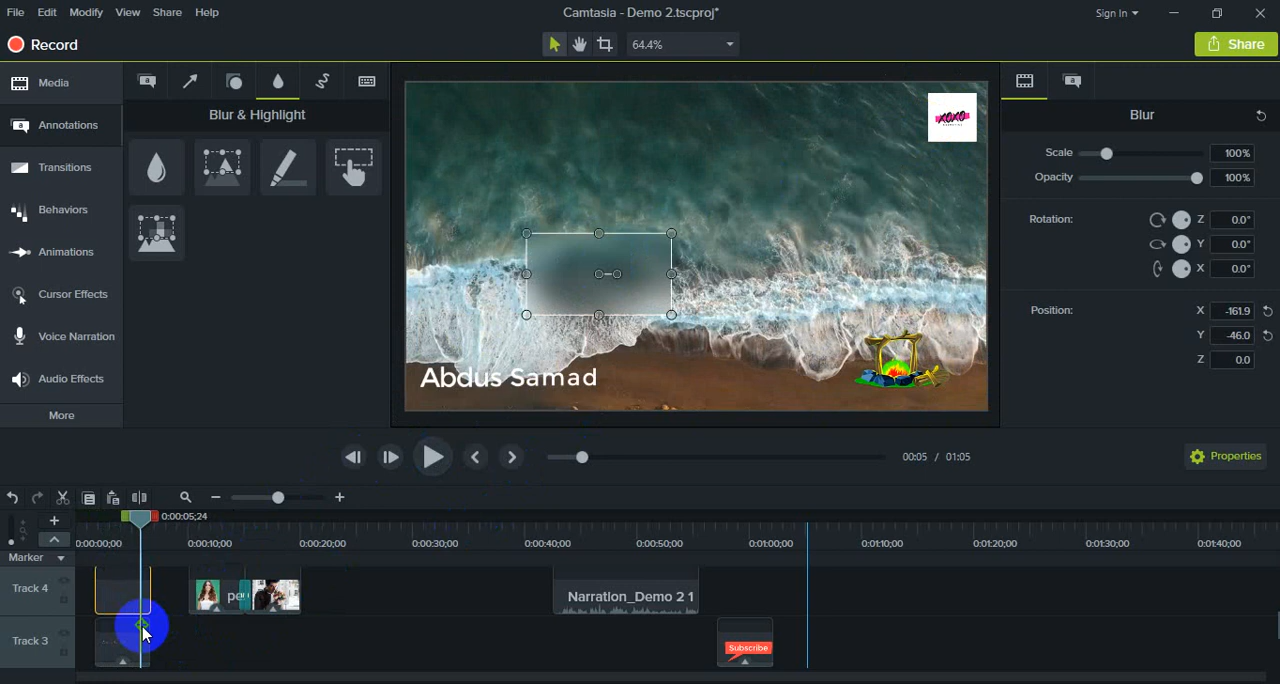 File Edit Modify View Share Help
Camtasia - Demo 2.tscproj*
Sign In
Record
64.4%
Share
Media
Annotations
Transitions
Behaviors
Animations
Cursor Effects
Voice Narration
Audio Effects
More
Blur & Highlight
XOXO
Abdus Samad
Blur
Scale 100%
Opacity 100%
Rotation: Z 0.0°
Y 0.0°
X 0.0°
Position: X -161.9
Y -46.0
Z 0.0
00:05 / 01:05
Properties
0:00:05;24
0:00:00;00 0:00:10;00 0:00:20;00 0:00:30;00 0:00:40;00 0:00:50;00 0:01:00;00 0:01:10;00 0:01:20;00 0:01:30;00 0:01:40;00
Marker
Track 4
Narration_Demo 2 1
Track 3
Subscribe